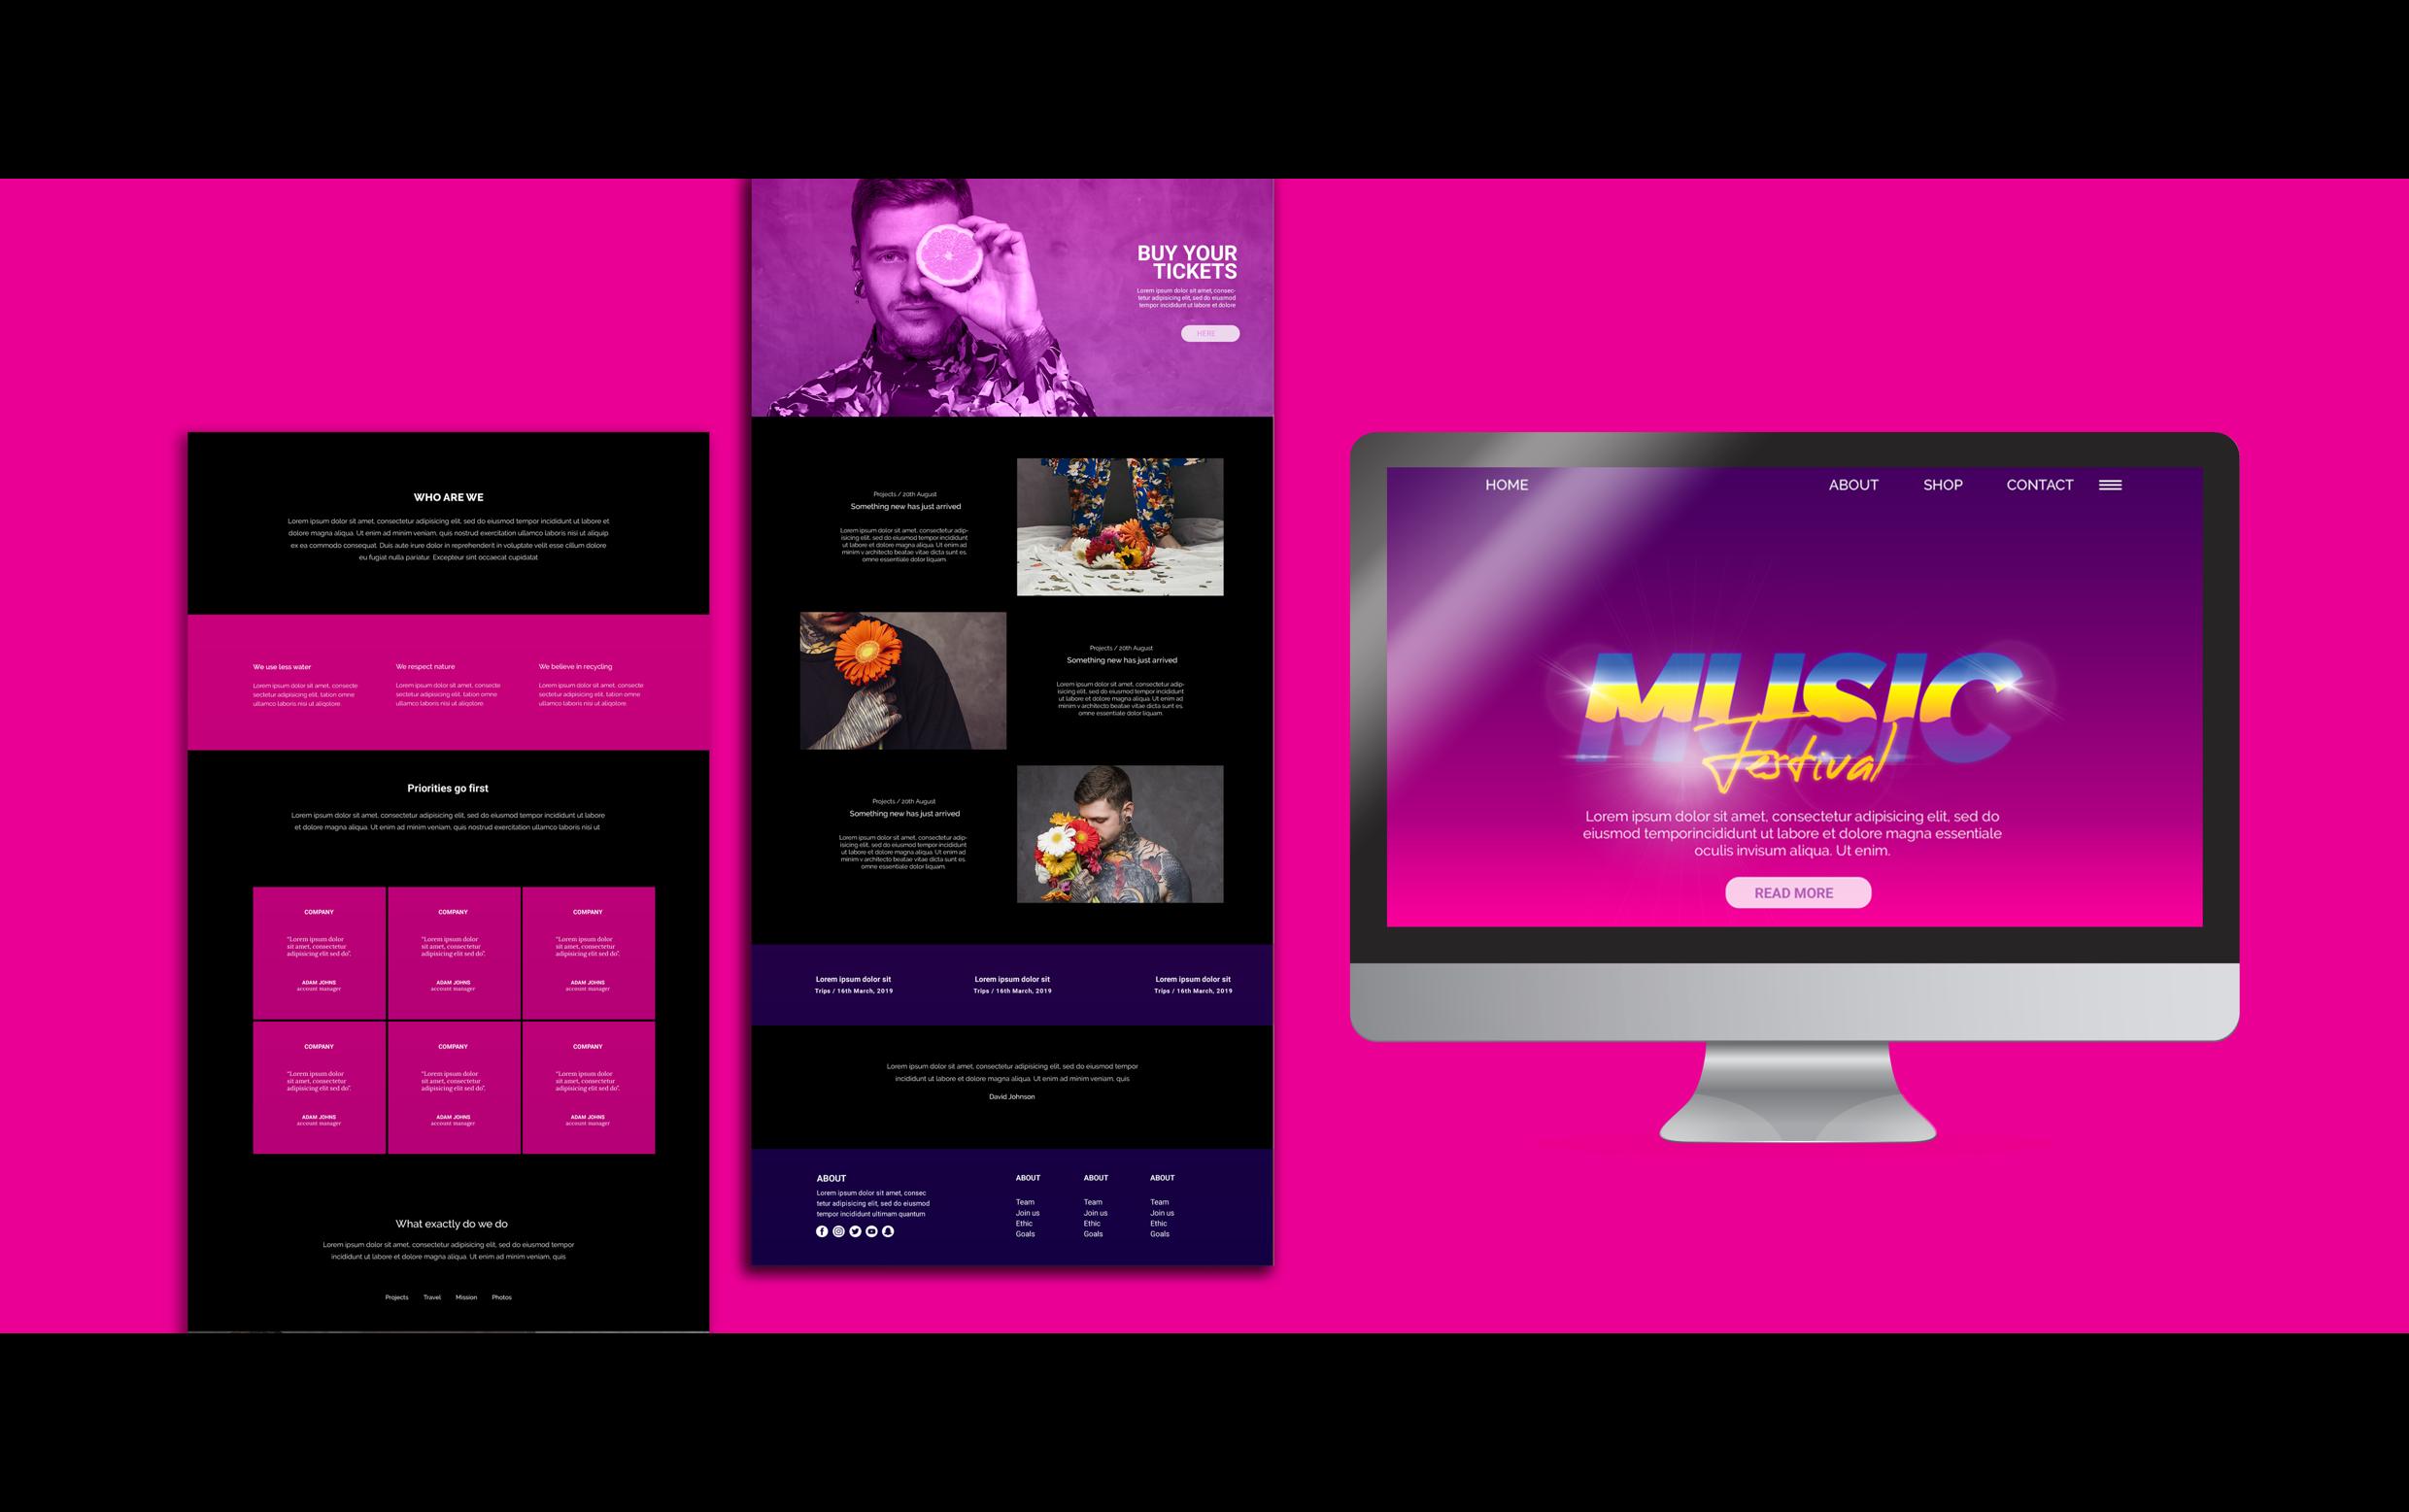 WHO ARE WE
Lorem ipsum dolor sit amet, consectetur adipisicing elit, sed do eiusmod tempor incididunt ut labore et
dolore magna aliqua. Ut enim ad minim veniam, quis nostrud exercitation ullamco laboris nisi ut aliquip
ex ea commodo consequat. Duis aute irure dolor in reprehenderit in voluptate velit esse cillum dolore
eu fugiat nulla pariatur. Excepteur sint occaecat cupidatat
We use less water
Lorem ipsum dolor sit amet, consecte
sectetur adipisicing elit, tation omne
ullamco laboris nisi ut aliqotore.
We respect nature
Lorem ipsum dolor sit amet, consecte
sectetur adipisicing elit, tation omne
ullamco laboris nisi ut aliqotore
We believe in recycling
Lorem ipsum dolor sit amet, consecte
sectetur adipisicing elit, tation omne
ullamco laboris nisi ut aliqotore
Priorities go first
Lorem ipsum dolor sit amet, consectetur adipisicing elit, sed do eiusmod tempor incididunt ut labore
et dolore magna aliqua. Ut enim ad minim veniam, quis nostrud exercitation ullamco laboris nisi ut
COMPANY
"Lorem ipsum dolor
sit amet, consectetur
adipisicing elit sed do".
ADAM JOHNS
account manager
COMPANY
"Lorem ipsum dolor
sit amet, consectetur
adipisicing elit sed do".
ADAM JOHNS
account manager
COMPANY
"Lorem ipsum dolor
sit amet, consectetur
adipisicing elit sed do".
ADAM JOHNS
account manager
COMPANY
"Lorem ipsum dolor
sit amet, consectetur
adipisicing elit sed do".
ADAM JOHNS
account manager
COMPANY
"Lorem ipsum dolor
sit amet, consectetur
adipisicing elit sed do".
ADAM JOHNS
account manager
COMPANY
"Lorem ipsum dolor
sit amet, consectetur
adipisicing elit sed do".
ADAM JOHNS
account manager
What exactly do we do
Lorem ipsum dolor sit amet, consectetur adipisicing elit, sed do eiusmod tempor
incididunt ut labore et dolore magna aliqua. Ut enim ad minim veniam, quis
Projects Travel Mission Photos
BUY YOUR
TICKETS
Lorem ipsum dolor sit amet, consec-
tetur adipisicing elit, sed do eiusmod
tempor incididunt ut labore et dolore
HERE
Projects / 20th August
Something new has just arrived
Lorem ipsum dolor sit amet, consectetur adip-
isicing elit, sed do eiusmod tempor incididunt
ut labore et dolore magna aliqua. Ut enim ad
minim v architecto beatae vitae dicta sunt es.
omne essentiale dolor liquam.
Projects / 20th August
Something new has just arrived
Lorem ipsum dolor sit amet, consectetur adip-
isicing elit, sed do eiusmod tempor incididunt
ut labore et dolore magna aliqua. Ut enim ad
minim v architecto beatae vitae dicta sunt es.
omne essentiale dolor liquam.
Projects / 20th August
Something new has just arrived
Lorem ipsum dolor sit amet, consectetur adip-
isicing elit, sed do eiusmod tempor incididunt
ut labore et dolore magna aliqua. Ut enim ad
minim v architecto beatae vitae dicta sunt es.
omne essentiale dolor liquam.
Lorem ipsum dolor sit
Trips / 16th March, 2019
Lorem ipsum dolor sit
Trips / 16th March, 2019
Lorem ipsum dolor sit
Trips / 16th March, 2019
Lorem ipsum dolor sit amet, consectetur adipisicing elit, sed do eiusmod tempor
incididunt ut labore et dolore magna aliqua. Ut enim ad minim veniam, quis
David Johnson
ABOUT
Lorem ipsum dolor sit amet, consec
tetur adipisicing elit, sed do eiusmod
tempor incididunt ultimam quantum
ABOUT
Team
Join us
Ethic
Goals
ABOUT
Team
Join us
Ethic
Goals
ABOUT
Team
Join us
Ethic
Goals
HOME ABOUT SHOP CONTACT
MUSIC
Festival
Lorem ipsum dolor sit amet, consectetur adipisicing elit, sed do
eiusmod temporincididunt ut labore et dolore magna essentiale
oculis invisum aliqua. Ut enim.
READ MORE